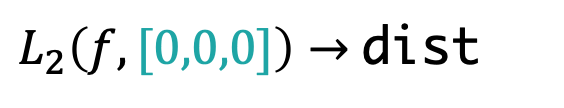 L₂(f,[0,0,0]) → dist